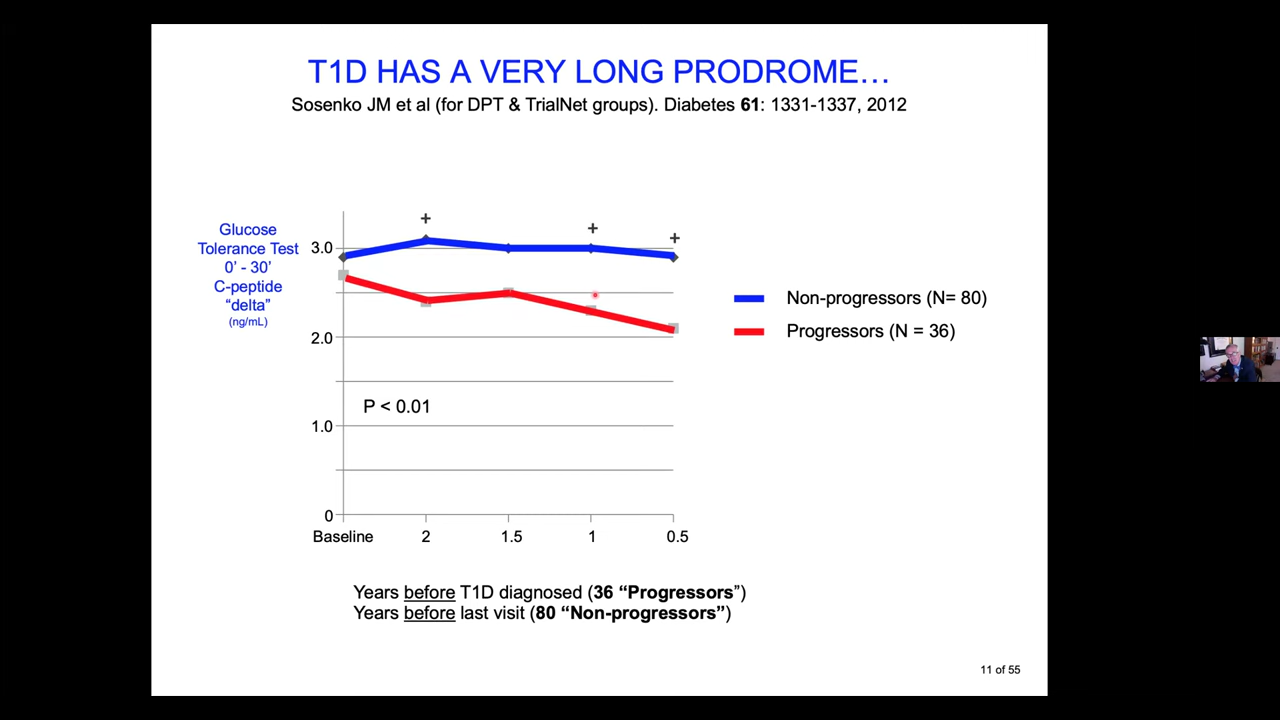 T1D HAS A VERY LONG PRODROME…
Sosenko JM et al (for DPT & TrialNet groups). Diabetes 61: 1331-1337, 2012
Glucose
Tolerance Test
0’ - 30’
C-peptide
“delta”
(ng/mL)
3.0
2.0
1.0
0
+
+
+
P < 0.01
Baseline
2
1.5
1
0.5
Non-progressors (N= 80)
Progressors (N = 36)
Years before T1D diagnosed (36 “Progressors”)
Years before last visit (80 “Non-progressors”)
11 of 55